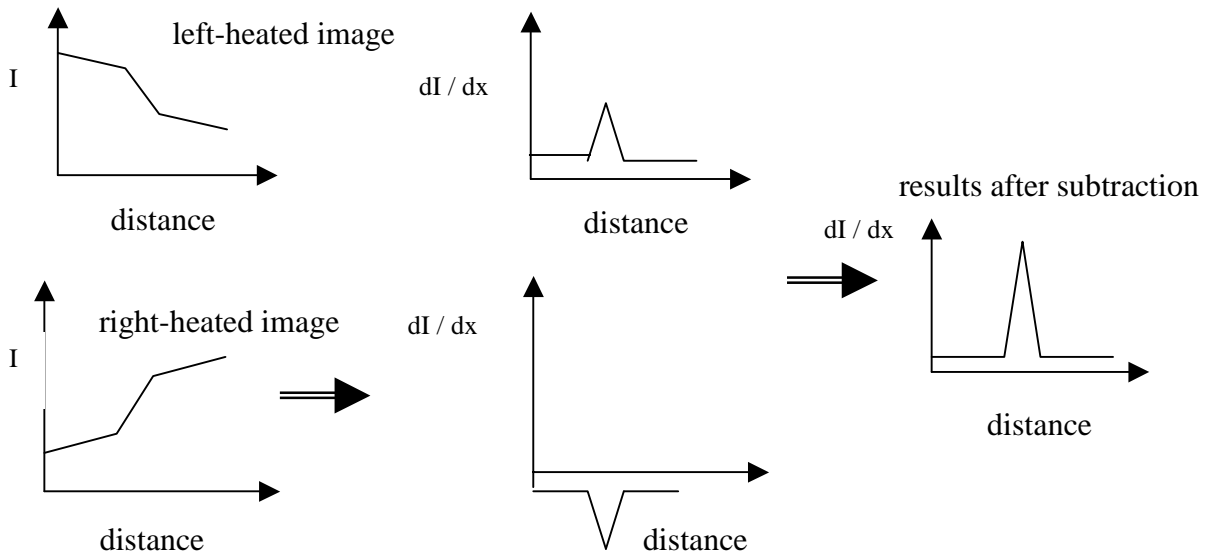 left-heated image
I
dI / dx
distance
distance
results after subtraction
dI / dx
distance
right-heated image
I
dI / dx
distance
distance